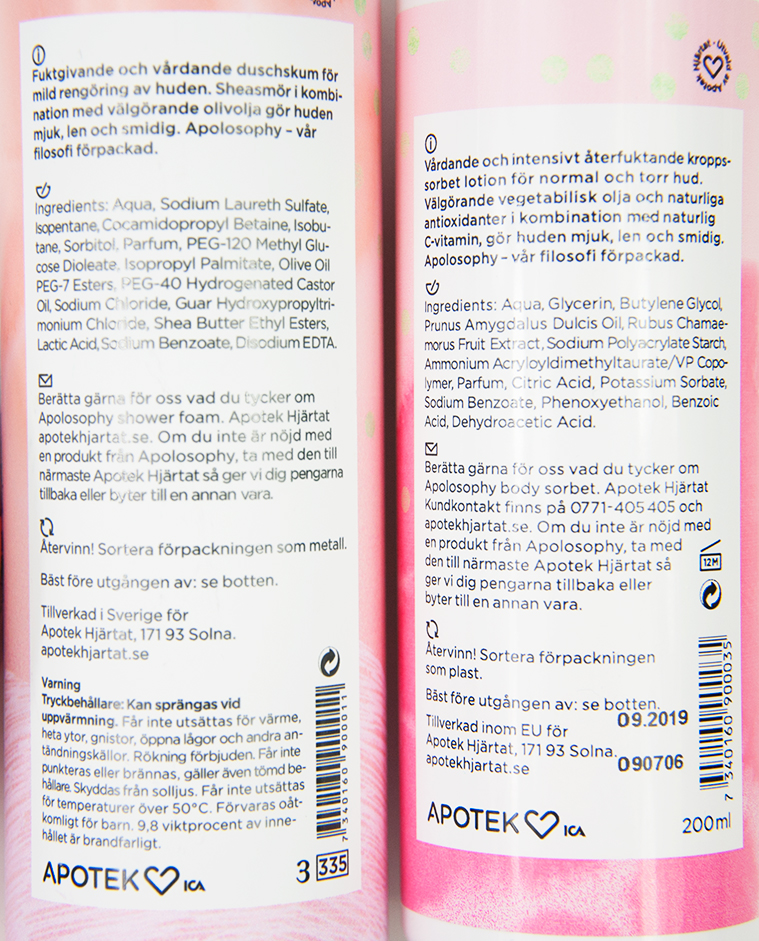 Fuktgivande och vårdande duschskum för
mild rengöring av huden. Sheasmör i kombi-
nation med välgörande olivolja gör huden
mjuk, len och smidig. Apolosophy – vår
filosofi förpackad.
Ingredients: Aqua, Sodium Laureth Sulfate,
Isopentane, Cocamidopropyl Betaine, Isobu-
tane, Sorbitol, Parfum, PEG-120 Methyl Glu-
cose Dioleate, Isopropyl Palmitate, Olive Oil
PEG-7 Esters, PEG-40 Hydrogenated Castor
Oil, Sodium Chloride, Guar Hydroxypropyltri-
monium Chloride, Shea Butter Ethyl Esters,
Lactic Acid, Sodium Benzoate, Disodium EDTA.
Berätta gärna för oss vad du tycker om
Apolosophy shower foam. Apotek Hjärtat
apotekhjartat.se. Om du inte är nöjd med
en produkt från Apolosophy, ta med den till
närmaste Apotek Hjärtat så ger vi dig pengarna
tillbaka eller byter till en annan vara.
Återvinn! Sortera förpackningen som metall.
Bäst före utgången av: se botten.
Tillverkad i Sverige för
Apotek Hjärtat, 171 93 Solna.
apotekhjartat.se
Varning
Tryckbehållare: Kan sprängas vid
uppvärmning. Får inte utsättas för värme,
heta ytor, gnistor, öppna lågor och andra an-
tändningskällor. Rökning förbjuden. Får inte
punkteras eller brännas, gäller även tömd be-
hållare. Skyddas från solljus. Får inte utsättas
för temperaturer över 50°C. Förvaras oåt-
komligt för barn. 9,8 viktprocent av inne-
hållet är brandfarligt.
7 340160 900011
APOTEK ICA
3 335
Hjärtat · Utvald av Apotek
Vårdande och intensivt återfuktande kropps-
sorbet lotion för normal och torr hud.
Välgörande vegetabilisk olja och naturliga
antioxidanter i kombination med naturlig
C-vitamin, gör huden mjuk, len och smidig.
Apolosophy – vår filosofi förpackad.
Ingredients: Aqua, Glycerin, Butylene Glycol,
Prunus Amygdalus Dulcis Oil, Rubus Chamae-
morus Fruit Extract, Sodium Polyacrylate Starch,
Ammonium Acryloyldimethyltaurate/VP Copo-
lymer, Parfum, Citric Acid, Potassium Sorbate,
Sodium Benzoate, Phenoxyethanol, Benzoic
Acid, Dehydroacetic Acid.
Berätta gärna för oss vad du tycker om
Apolosophy body sorbet. Apotek Hjärtat
Kundkontakt finns på 0771-405 405 och
apotekhjartat.se. Om du inte är nöjd med
en produkt från Apolosophy, ta med
den till närmaste Apotek Hjärtat så
ger vi dig pengarna tillbaka eller
byter till en annan vara.
12M
Återvinn! Sortera förpackningen
som plast.
Bäst före utgången av: se botten.
09.2019
Tillverkad inom EU för
Apotek Hjärtat, 171 93 Solna.
apotekhjartat.se
090706
7 340160 900035
APOTEK ICA
200ml